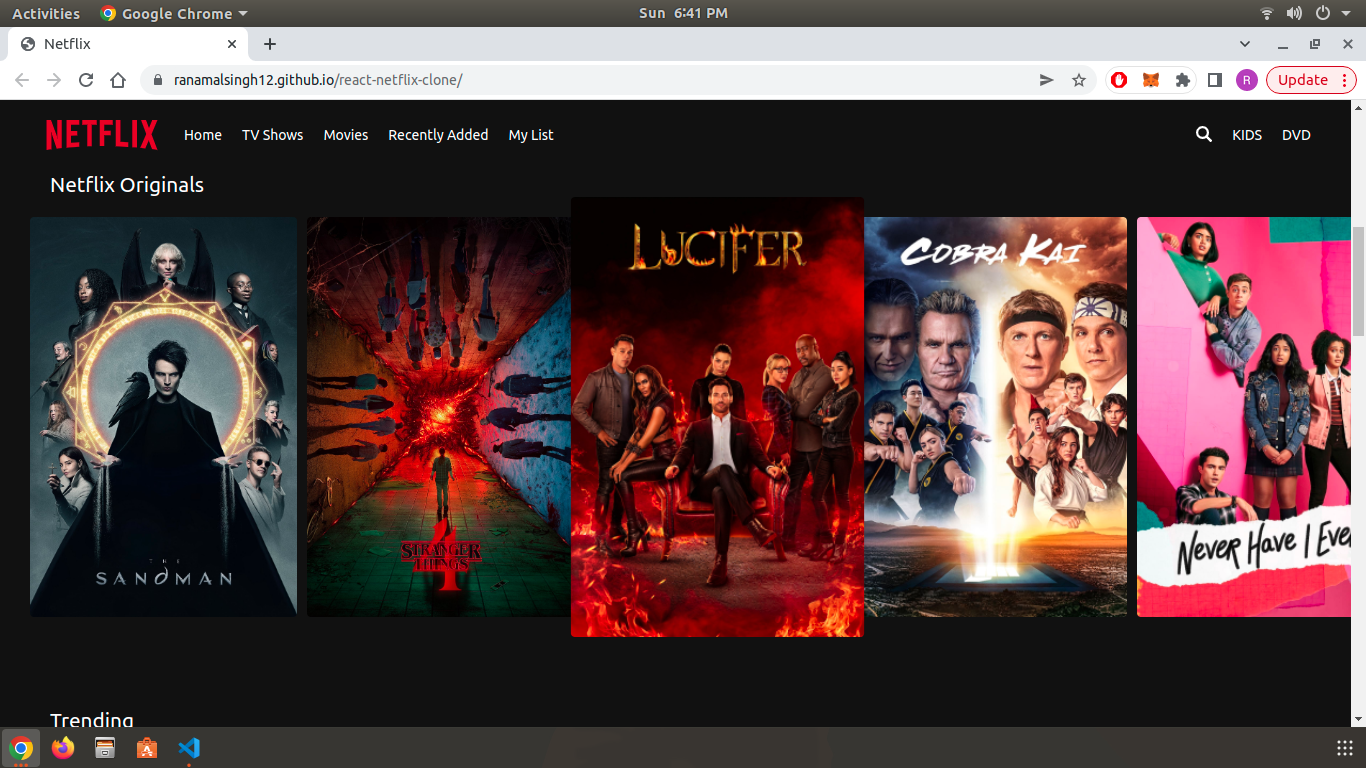 Activities Google Chrome Sun 6:41 PM
Netflix
ranamalsingh12.github.io/react-netflix-clone/ R Update
NETFLIX Home TV Shows Movies Recently Added My List KIDS DVD
Netflix Originals
THE
SANDMAN
STRANGER
THINGS
4
LUCIFER
COBRA KAI
NEVER HAVE I EVE
Trending